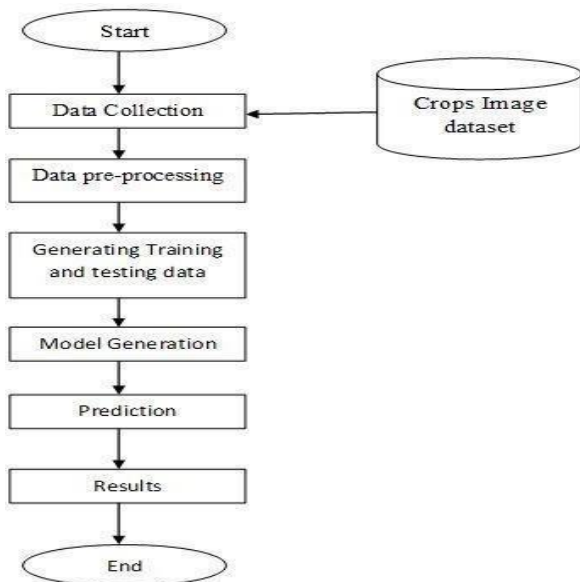 Start
Data Collection
Crops Image
dataset
Data pre-processing
Generating Training
and testing data
Model Generation
Prediction
Results
End